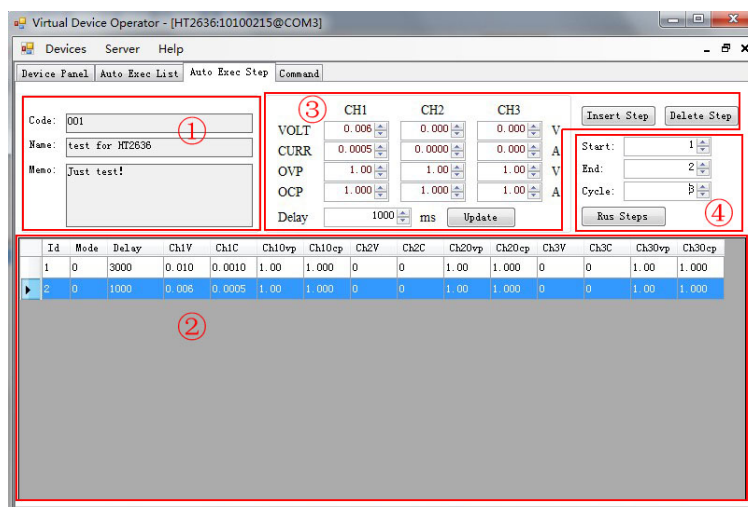 Virtual Device Operator - [HT2636:10100215@COM3]
Devices Server Help
Device Panel Auto Exec List Auto Exec Step Command
① Code: 001
Name: test for HT2636
Memo: Just test!
③ CH1 CH2 CH3
VOLT 0.006 0.000 0.000 V
CURR 0.0005 0.0000 0.000 A
OVP 1.00 1.00 1.00 V
OCP 1.000 1.000 1.00 A
Delay 1000 ms Update
Insert Step Delete Step
Start: 1
End: 2
Cycle:
Rus Steps ④
Id Mode Delay Ch1V Ch1C Ch1Ovp Ch1Ocp Ch2V Ch2C Ch2Ovp Ch2Ocp Ch3V Ch3C Ch3Ovp Ch3Ocp
1 0 3000 0.010 0.0010 1.00 1.000 0 0 1.00 1.000 0 0 1.00 1.000
2 0 1000 0.006 0.0005 1.00 1.000 0 0 1.00 1.000 0 0 1.00 1.000
②